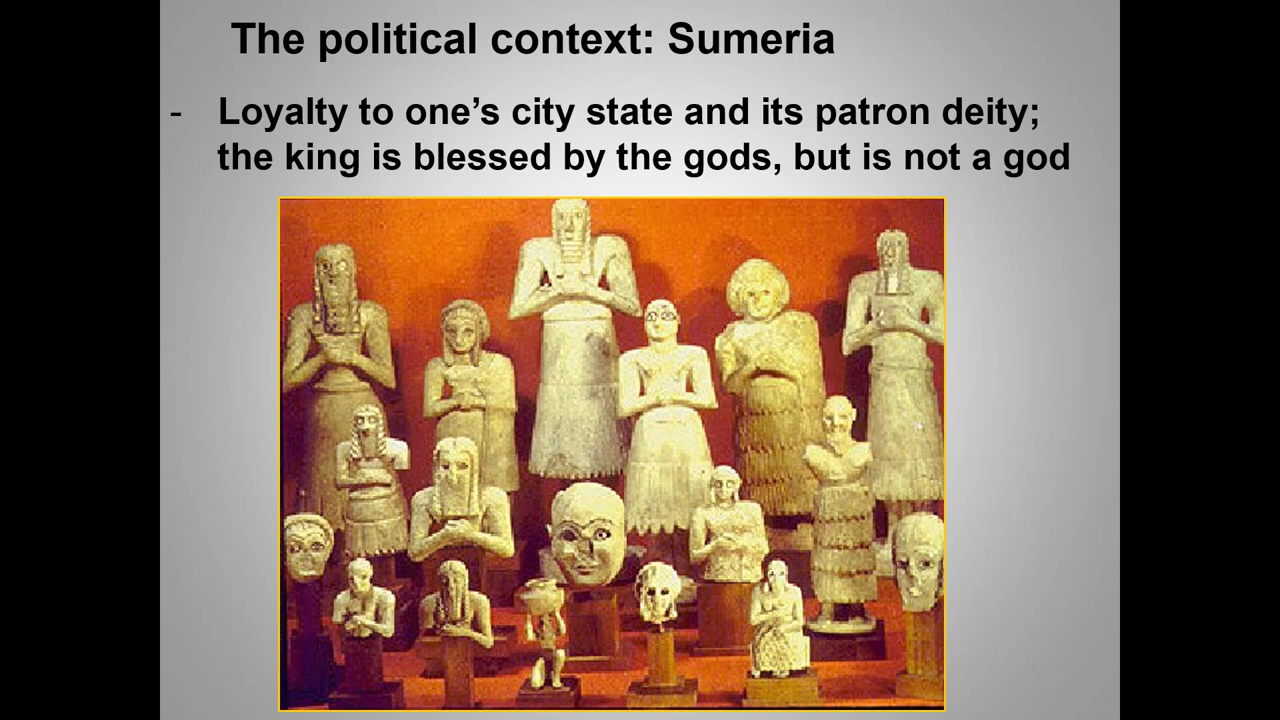 The political context: Sumeria
- Loyalty to one’s city state and its patron deity;
the king is blessed by the gods, but is not a god